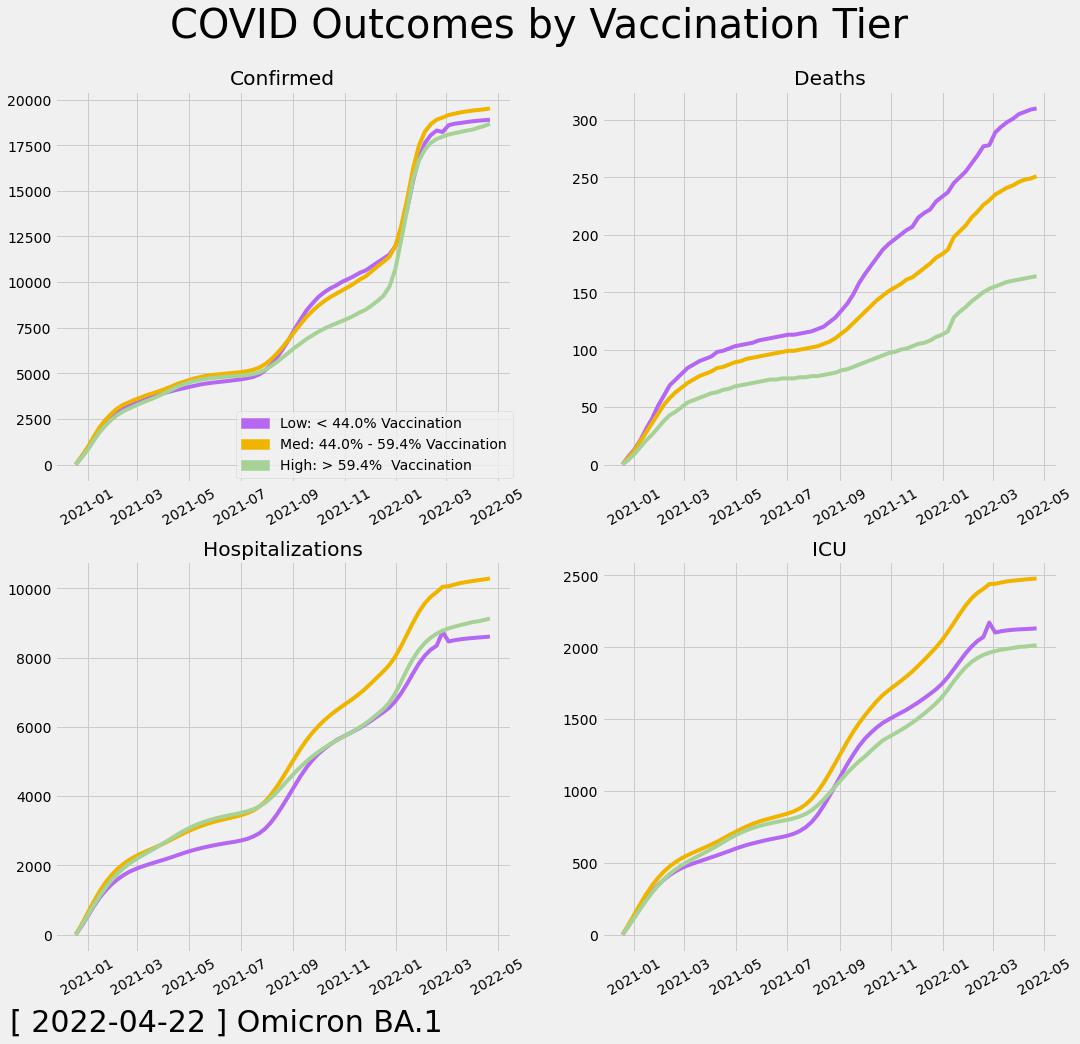 COVID Outcomes by Vaccination Tier
Confirmed
20000
17500
15000
12500
10000
7500
5000
2500
0
Low: < 44.0% Vaccination
Med: 44.0% - 59.4% Vaccination
High: > 59.4%  Vaccination
2021-01 2021-03 2021-05 2021-07 2021-09 2021-11 2022-01 2022-03 2022-05
Deaths
300
250
200
150
100
50
0
2021-01 2021-03 2021-05 2021-07 2021-09 2021-11 2022-01 2022-03 2022-05
Hospitalizations
10000
8000
6000
4000
2000
0
2021-01 2021-03 2021-05 2021-07 2021-09 2021-11 2022-01 2022-03 2022-05
ICU
2500
2000
1500
1000
500
0
2021-01 2021-03 2021-05 2021-07 2021-09 2021-11 2022-01 2022-03 2022-05
[ 2022-04-22 ] Omicron BA.1